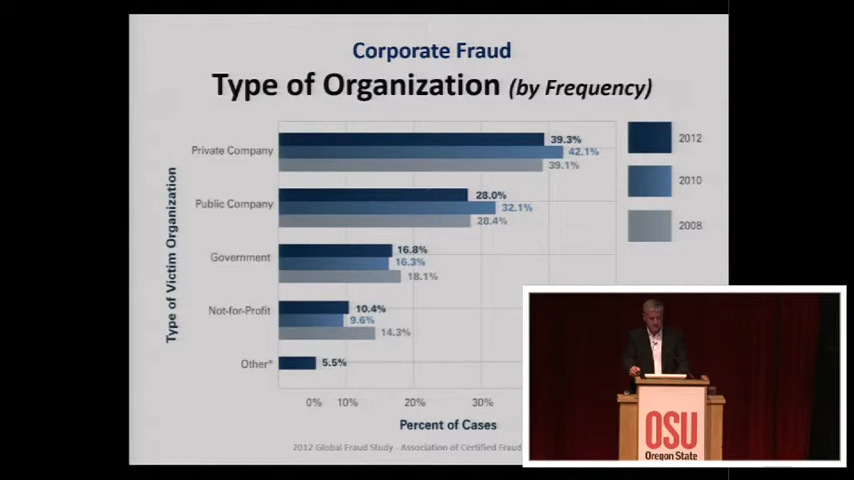 Corporate Fraud
Type of Organization (by Frequency)
Type of Victim Organization
Private Company
39.3%
42.1%
39.1%
Public Company
28.0%
32.1%
28.4%
Government
16.8%
16.3%
18.1%
Not-for-Profit
10.4%
9.6%
14.3%
Other*
5.5%
0% 10% 20% 30%
Percent of Cases
2012 Global Fraud Study - Association of Certified Fraud
2012
2010
2008
OSU
Oregon State